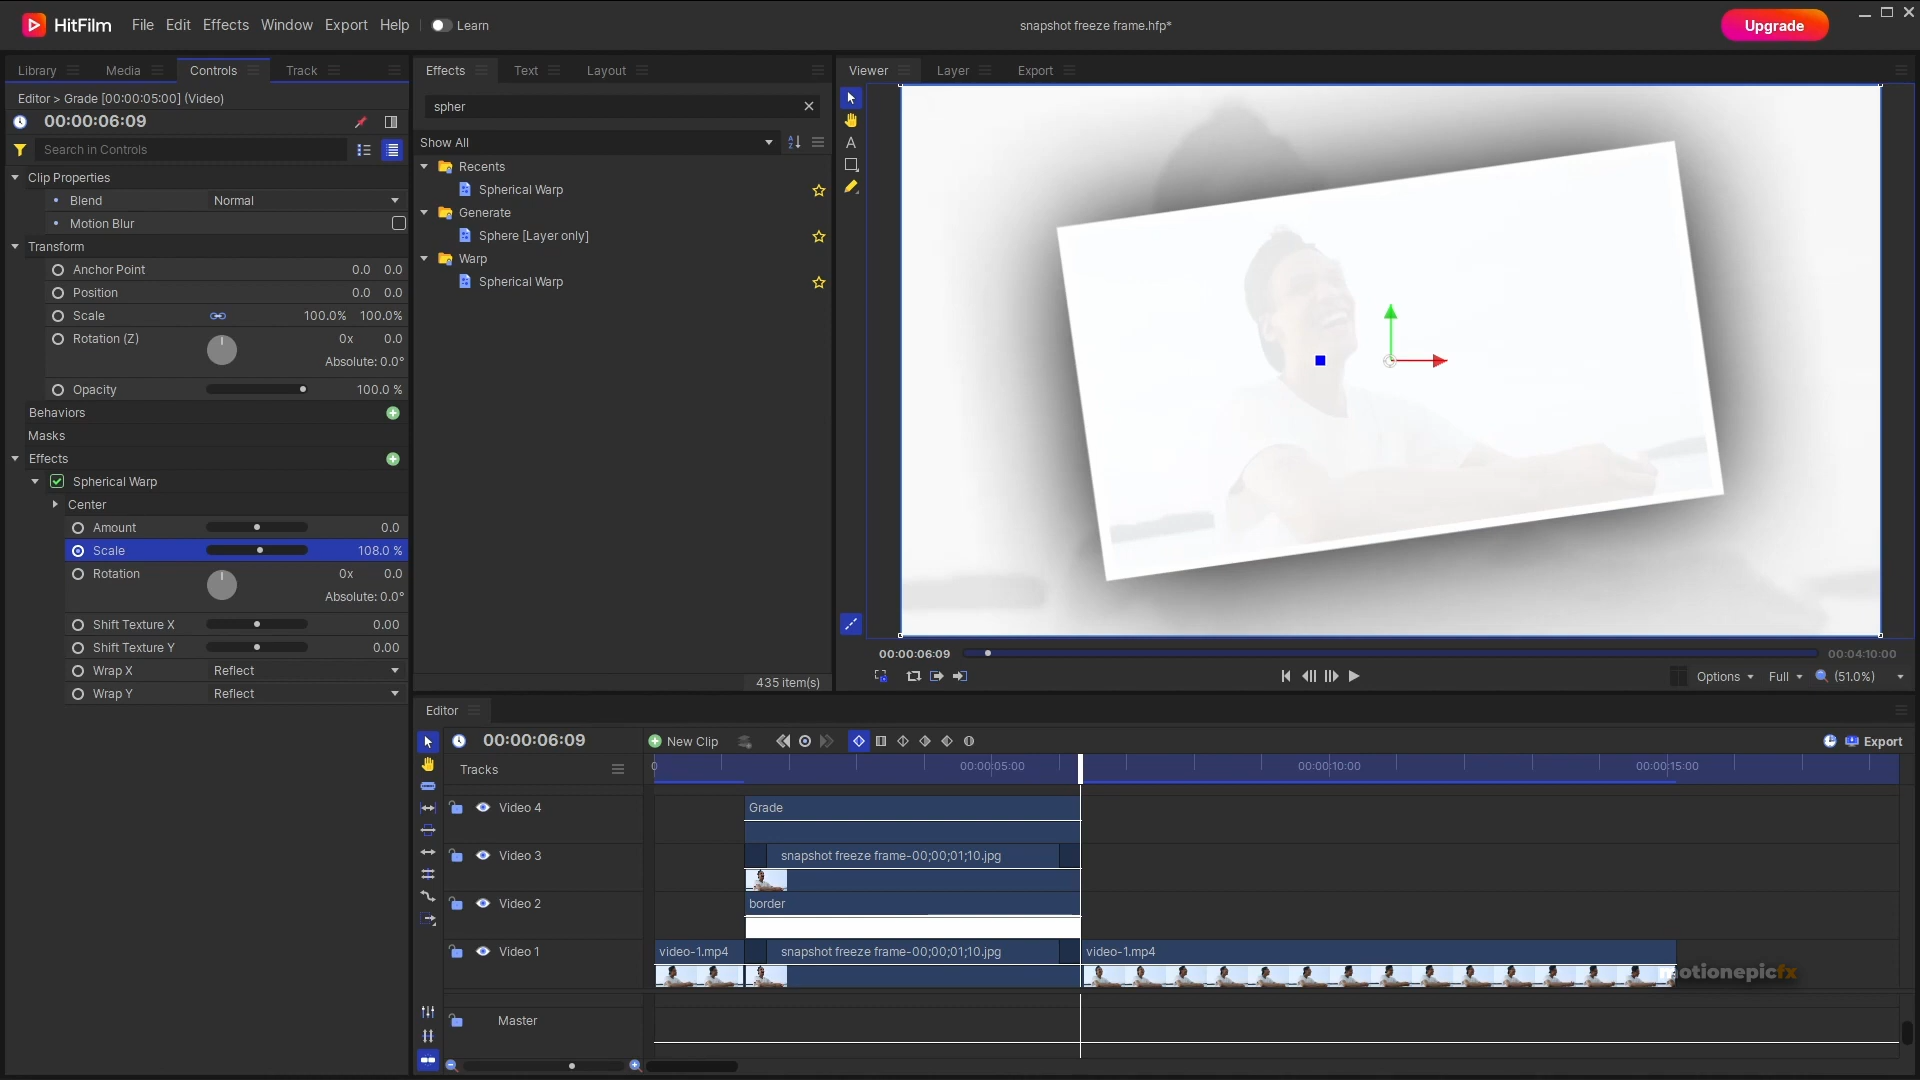 HitFilm File Edit Effects Window Export Help Learn snapshot freeze frame.hfp* Upgrade
Library Media Controls Track
Editor > Grade [00:00:05:00] (Video)
00:00:06:09
Search in Controls
Clip Properties
Blend Normal
Motion Blur
Transform
Anchor Point 0.0 0.0
Position 0.0 0.0
Scale 100.0% 100.0%
Rotation (Z) 0x 0.0
Absolute: 0.0°
Opacity 100.0 %
Behaviors
Masks
Effects
Spherical Warp
Center
Amount 0.0
Scale 108.0 %
Rotation 0x 0.0
Absolute: 0.0°
Shift Texture X 0.00
Shift Texture Y 0.00
Wrap X Reflect
Wrap Y Reflect
Effects Text Layout
spher
Show All
Recents
Spherical Warp
Generate
Sphere [Layer only]
Warp
Spherical Warp
435 item(s)
Viewer Layer Export
A
00:00:06:09 00:04:10:00
Options Full (51.0%)
Editor
00:00:06:09 New Clip Export
Tracks 0 00:00:05:00 00:00:10:00 00:00:15:00
Video 4 Grade
Video 3 snapshot freeze frame-00;00;01;10.jpg
Video 2 border
Video 1 video-1.mp4 snapshot freeze frame-00;00;01;10.jpg video-1.mp4
motionepicfx
Master